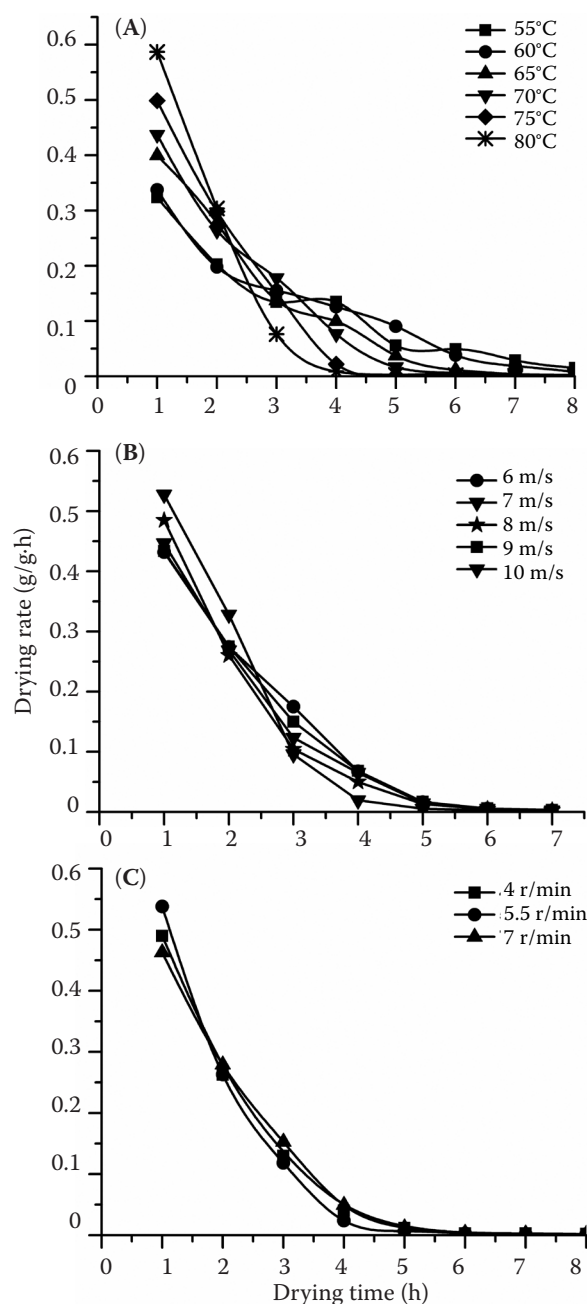 (A)
55°C
60°C
65°C
70°C
75°C
80°C
0.6
0.5
0.4
0.3
0.2
0.1
0
0 1 2 3 4 5 6 7 8
(B)
6 m/s
7 m/s
8 m/s
9 m/s
10 m/s
0.6
0.5
0.4
0.3
0.2
0.1
0
0 1 2 3 4 5 6 7
Drying rate (g/g·h)
(C)
4 r/min
5.5 r/min
7 r/min
0.6
0.5
0.4
0.3
0.2
0.1
0
0 1 2 3 4 5 6 7 8
Drying time (h)